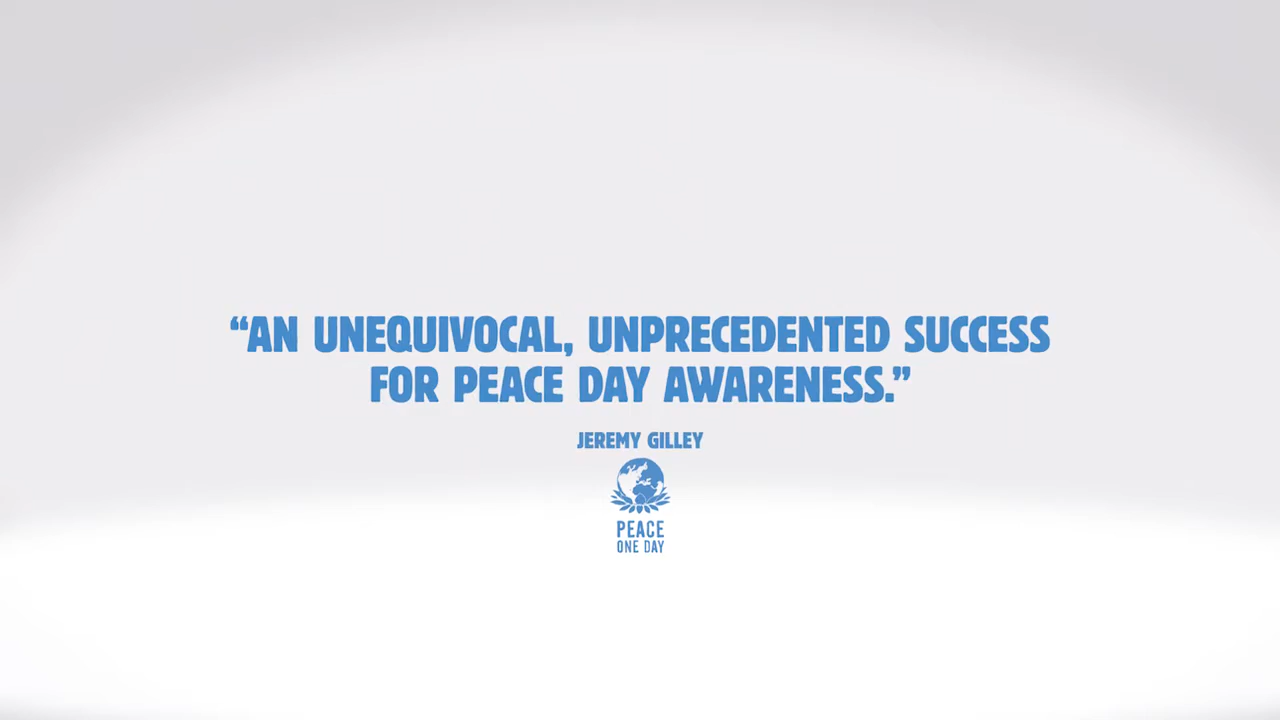 “AN UNEQUIVOCAL, UNPRECEDENTED SUCCESS
FOR PEACE DAY AWARENESS.”
JEREMY GILLEY
PEACE
ONE DAY